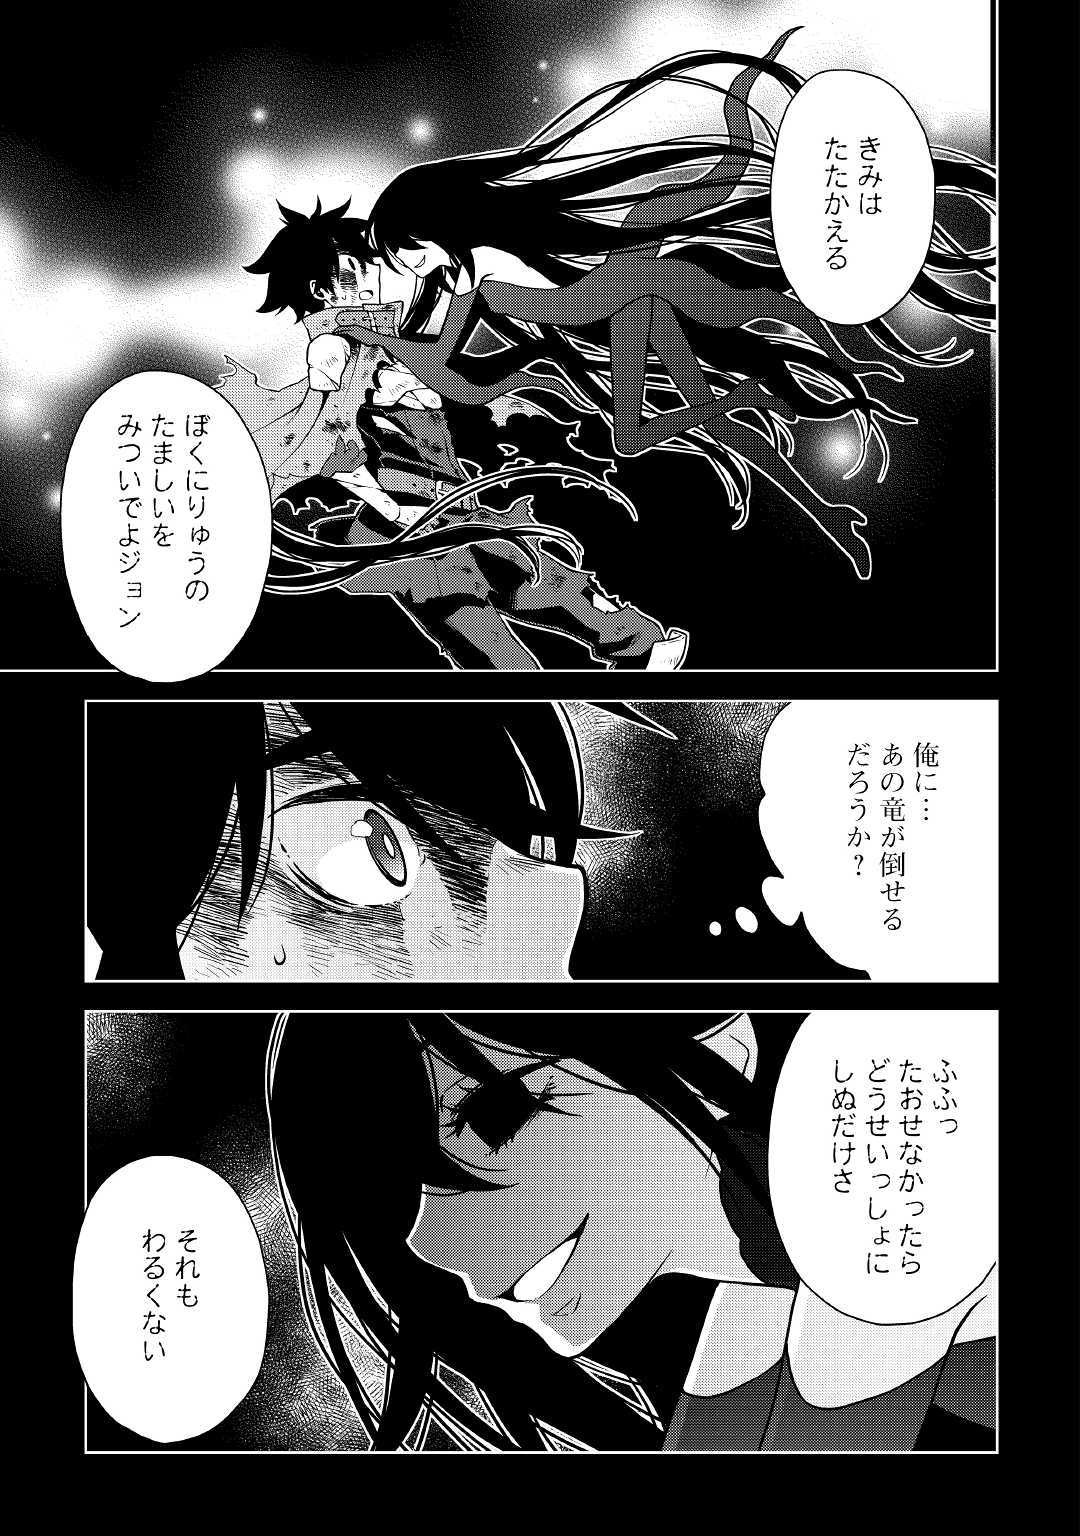 きみは
たたかえる
ぼくにりゅうの
たましいを
みついでよジョン
俺に…
あの竜が倒せる
だろうか？
ふふっ
たおせなかったら
どうせいっしょに
しぬだけさ
それも
わるくない